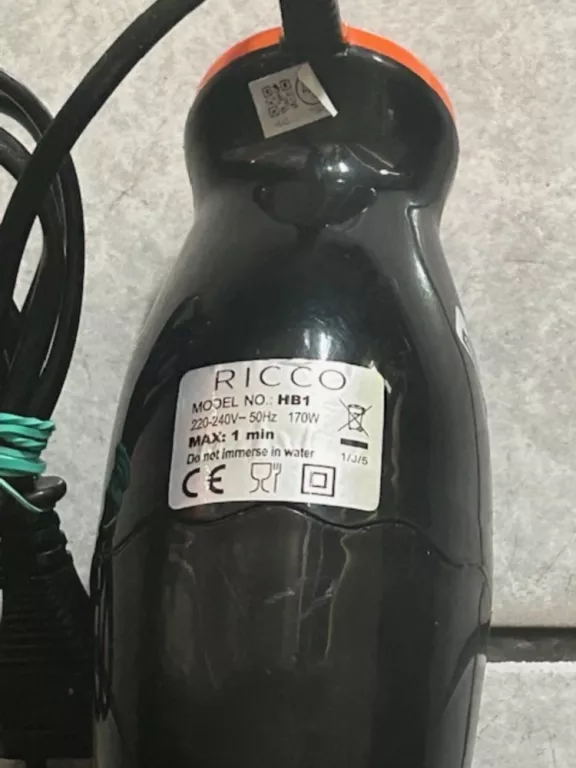 RICCO
MODEL NO.: HB1
220-240V~ 50Hz 170W
MAX: 1 min
Do not immerse in water
1/J/5
CE